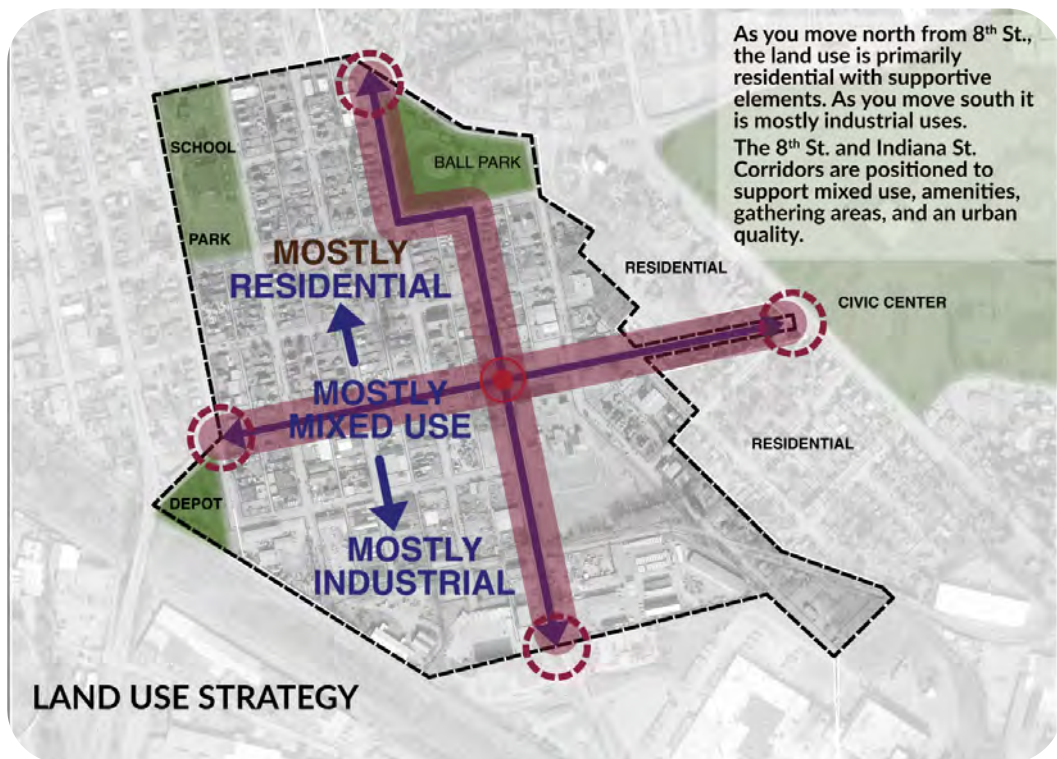 As you move north from 8th St.,
the land use is primarily
residential with supportive
elements. As you move south it
is mostly industrial uses.
The 8th St. and Indiana St.
Corridors are positioned to
support mixed use, amenities,
gathering areas, and an urban
quality.
SCHOOL
BALL PARK
PARK
MOSTLY
RESIDENTIAL
RESIDENTIAL
CIVIC CENTER
MOSTLY
MIXED USE
RESIDENTIAL
DEPOT
MOSTLY
INDUSTRIAL
LAND USE STRATEGY